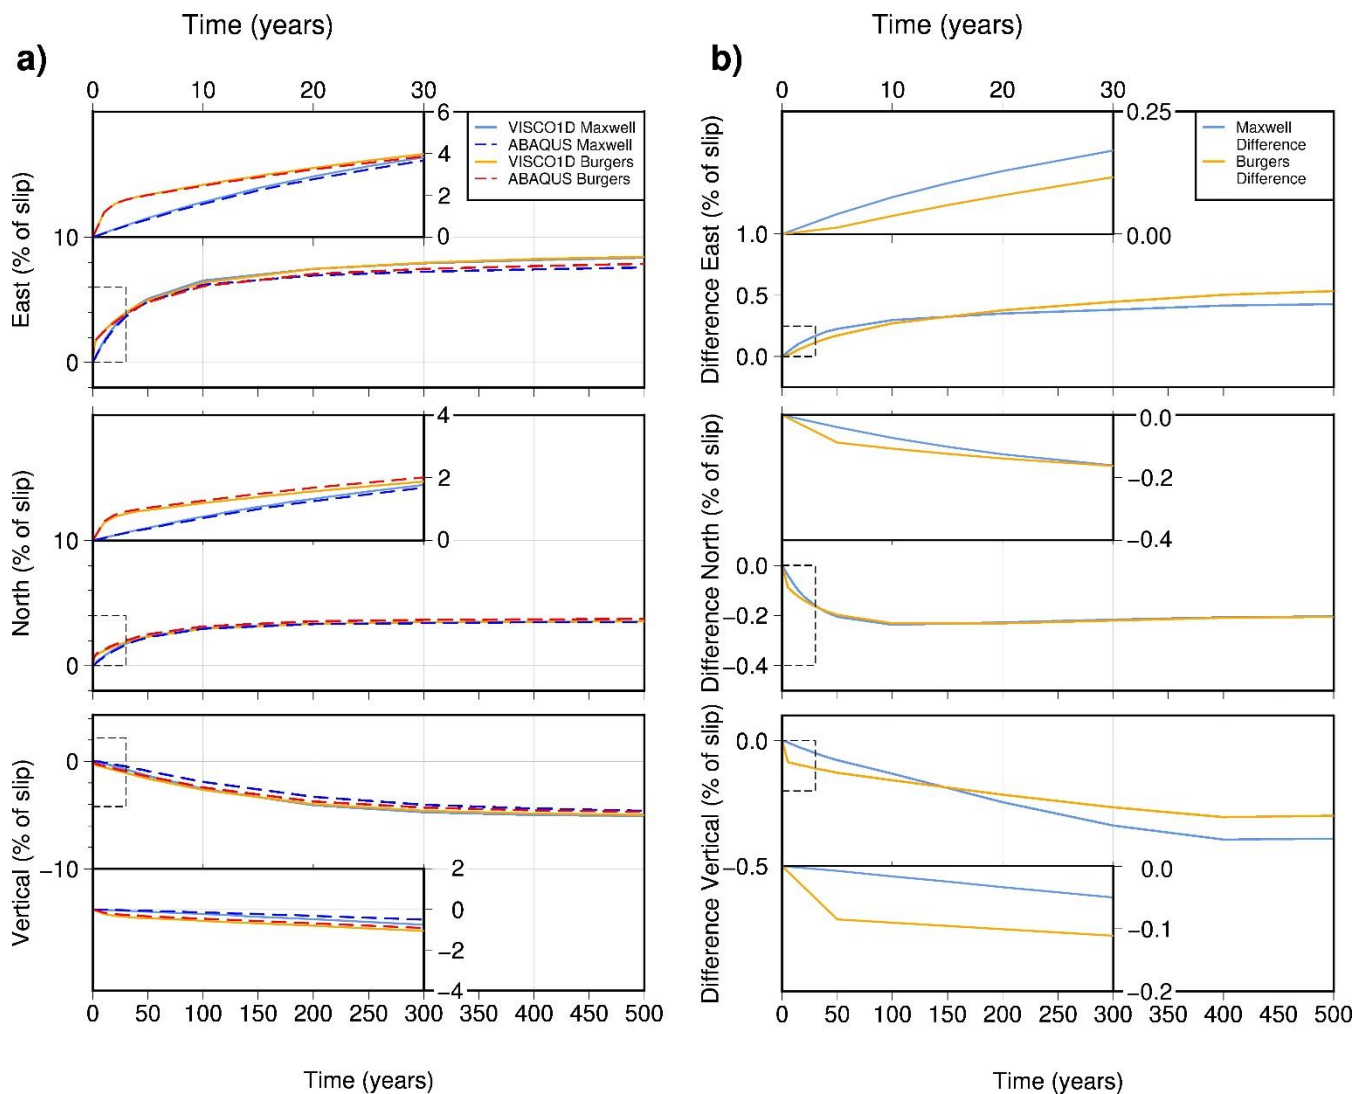 Time (years)
a)
0 10 20 30
6
4
2
0
VISCO1D Maxwell
ABAQUS Maxwell
VISCO1D Burgers
ABAQUS Burgers
East (% of slip)
10
0
4
2
0
North (% of slip)
10
0
Vertical (% of slip)
0
−10
2
0
−2
−4
0 50 100 150 200 250 300 350 400 450 500
Time (years)
Time (years)
b)
0 10 20 30
0.25
0.00
Maxwell
Difference
Burgers
Difference
Difference East (% of slip)
1.0
0.5
0.0
0.0
−0.2
−0.4
Difference North (% of slip)
0.0
−0.2
−0.4
Difference Vertical (% of slip)
0.0
−0.5
0.0
−0.1
−0.2
0 50 100 150 200 250 300 350 400 450 500
Time (years)